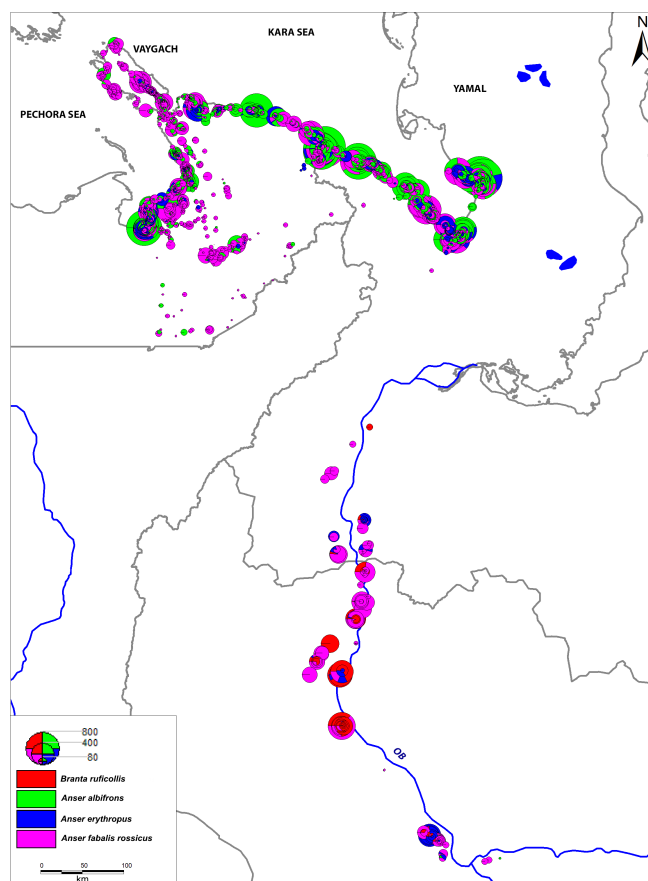 KARA SEA
N
VAYGACH
YAMAL
PECHORA SEA
OB
800
400
80
Branta ruficollis
Anser albifrons
Anser erythropus
Anser fabalis rossicus
0 50 100
km